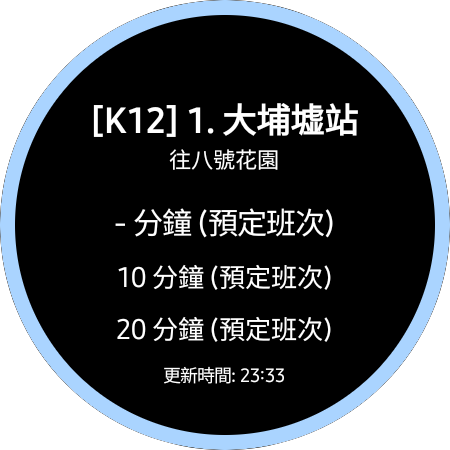 [K12] 1. 大埔墟站
往八號花園
- 分鐘 (預定班次)
10 分鐘 (預定班次)
20 分鐘 (預定班次)
更新時間: 23:33